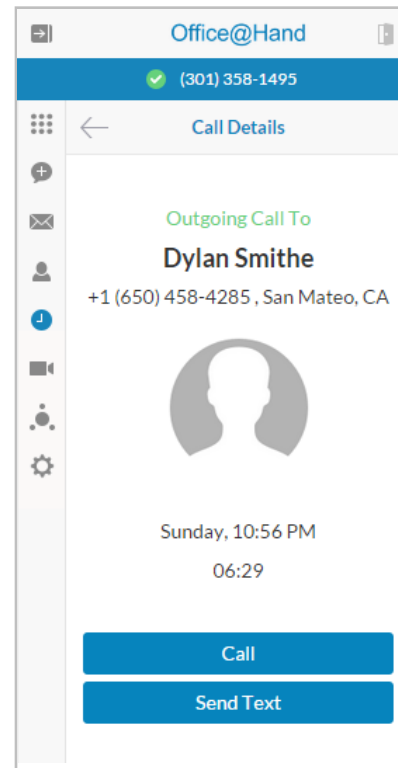 Office@Hand
(301) 358-1495
Call Details
Outgoing Call To
Dylan Smithe
+1 (650) 458-4285 , San Mateo, CA
Sunday, 10:56 PM
06:29
Call
Send Text